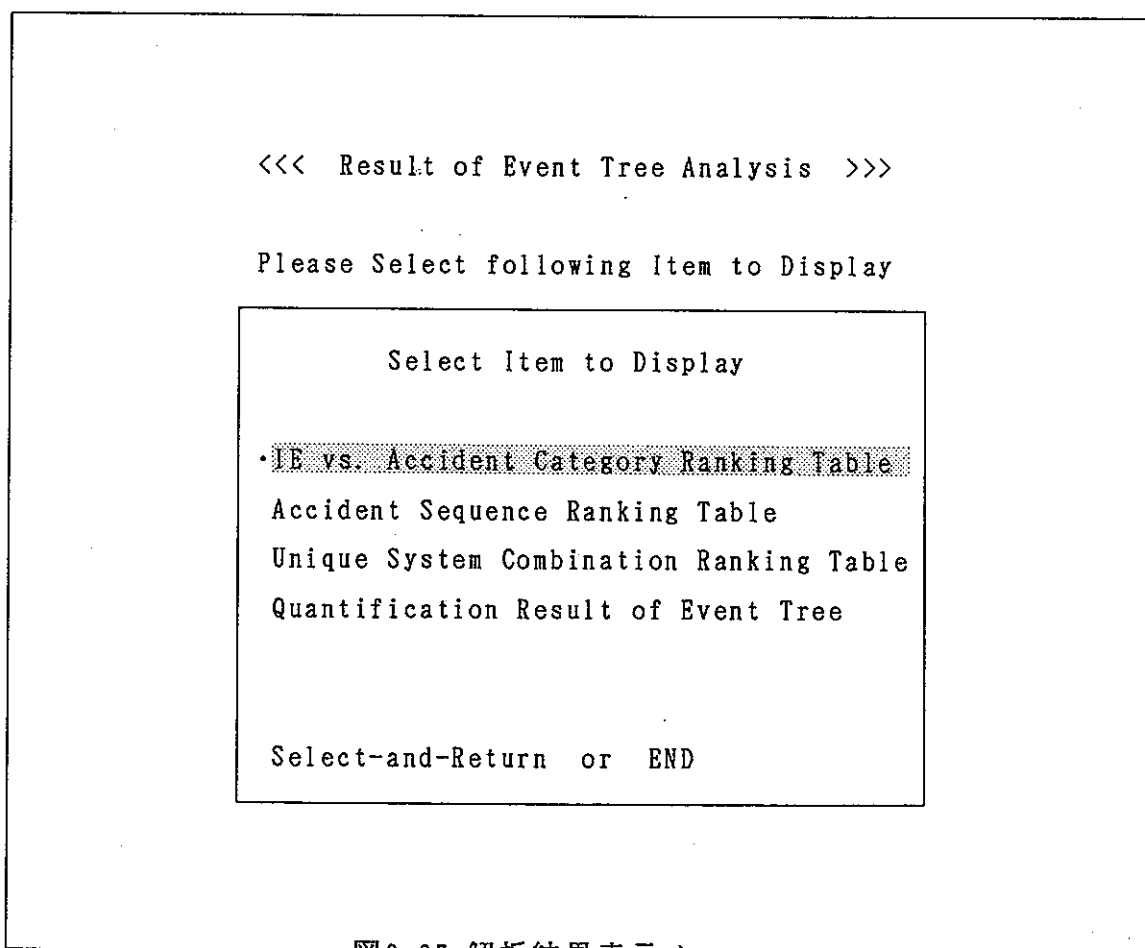 <<< Result of Event Tree Analysis >>>
Please Select following Item to Display
Select Item to Display
・IE vs. Accident Category Ranking Table
Accident Sequence Ranking Table
Unique System Combination Ranking Table
Quantification Result of Event Tree
Select-and-Return or END